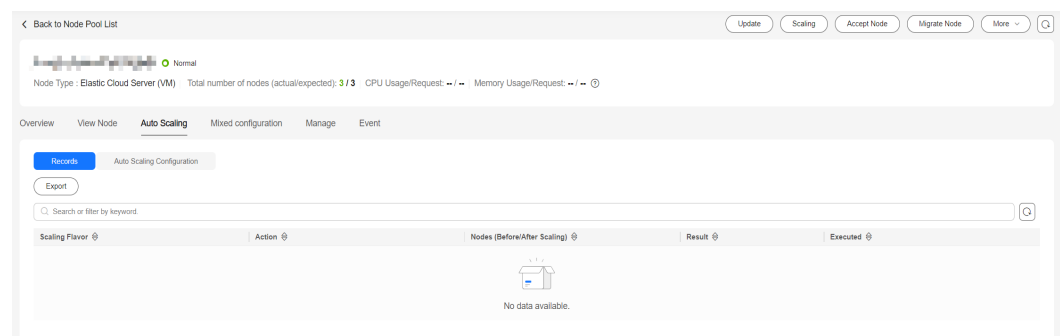 Back to Node Pool List Update Scaling Accept Node Migrate Node More
Normal
Node Type : Elastic Cloud Server (VM) Total number of nodes (actual/expected): 3 / 3 CPU Usage/Request: -- / -- Memory Usage/Request: -- / --
Overview View Node Auto Scaling Mixed configuration Manage Event
Records Auto Scaling Configuration
Export
Search or filter by keyword.
Scaling Flavor Action Nodes (Before/After Scaling) Result Executed
No data available.